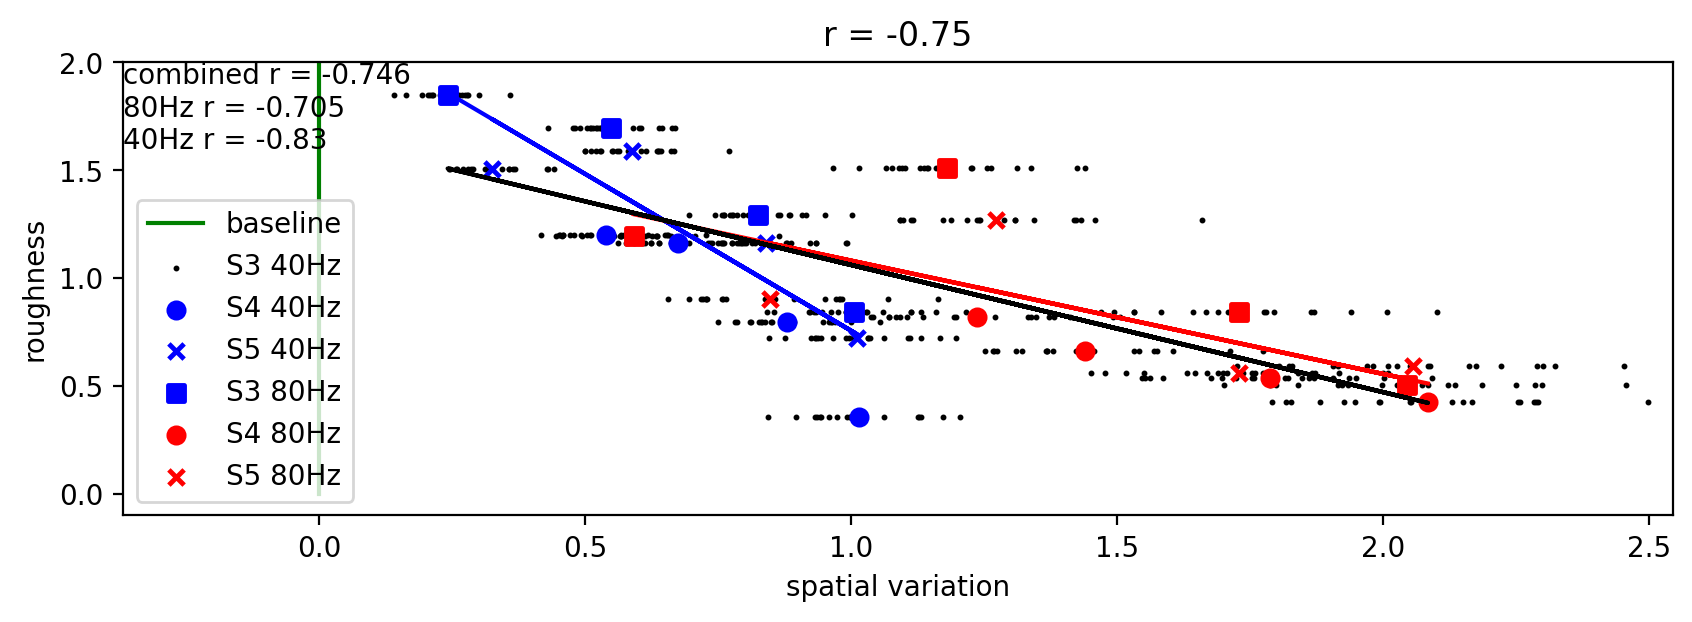 r = -0.75
combined r = -0.746
80Hz r = -0.705
40Hz r = -0.83
2.0
1.5
1.0
0.5
0.0
roughness
baseline
S3 40Hz
S4 40Hz
S5 40Hz
S3 80Hz
S4 80Hz
S5 80Hz
0.0 0.5 1.0 1.5 2.0 2.5
spatial variation